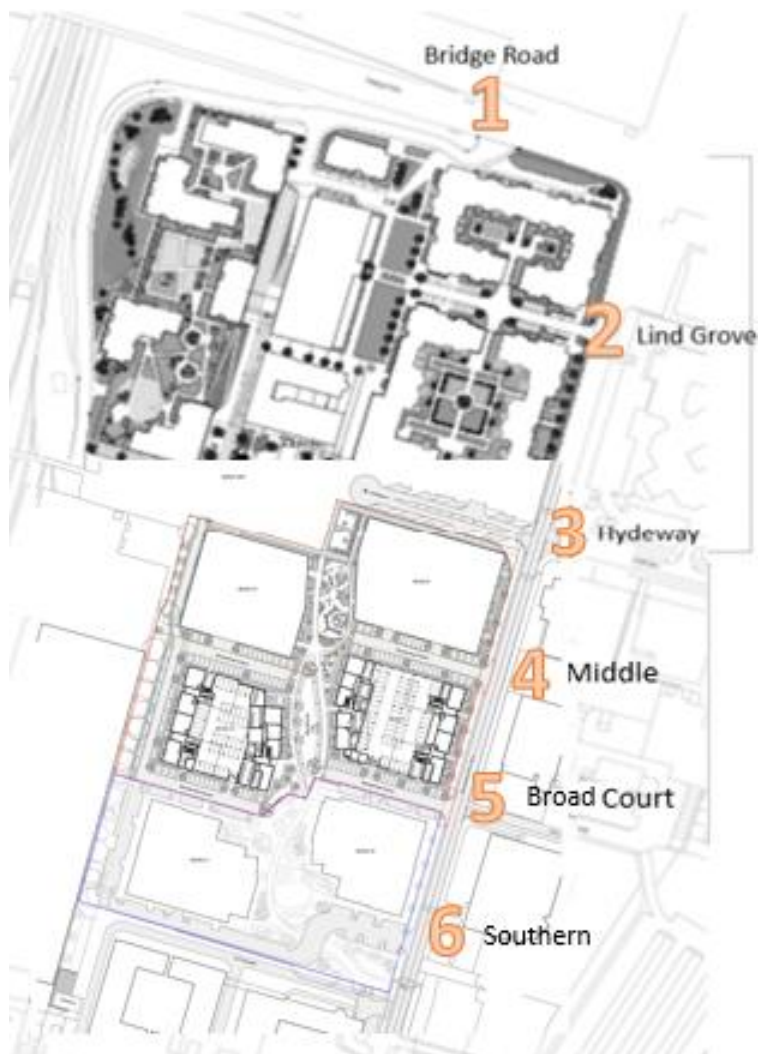 Bridge Road
1
2 Lind Grove
3 Hydeway
4 Middle
5 Broad Court
6 Southern